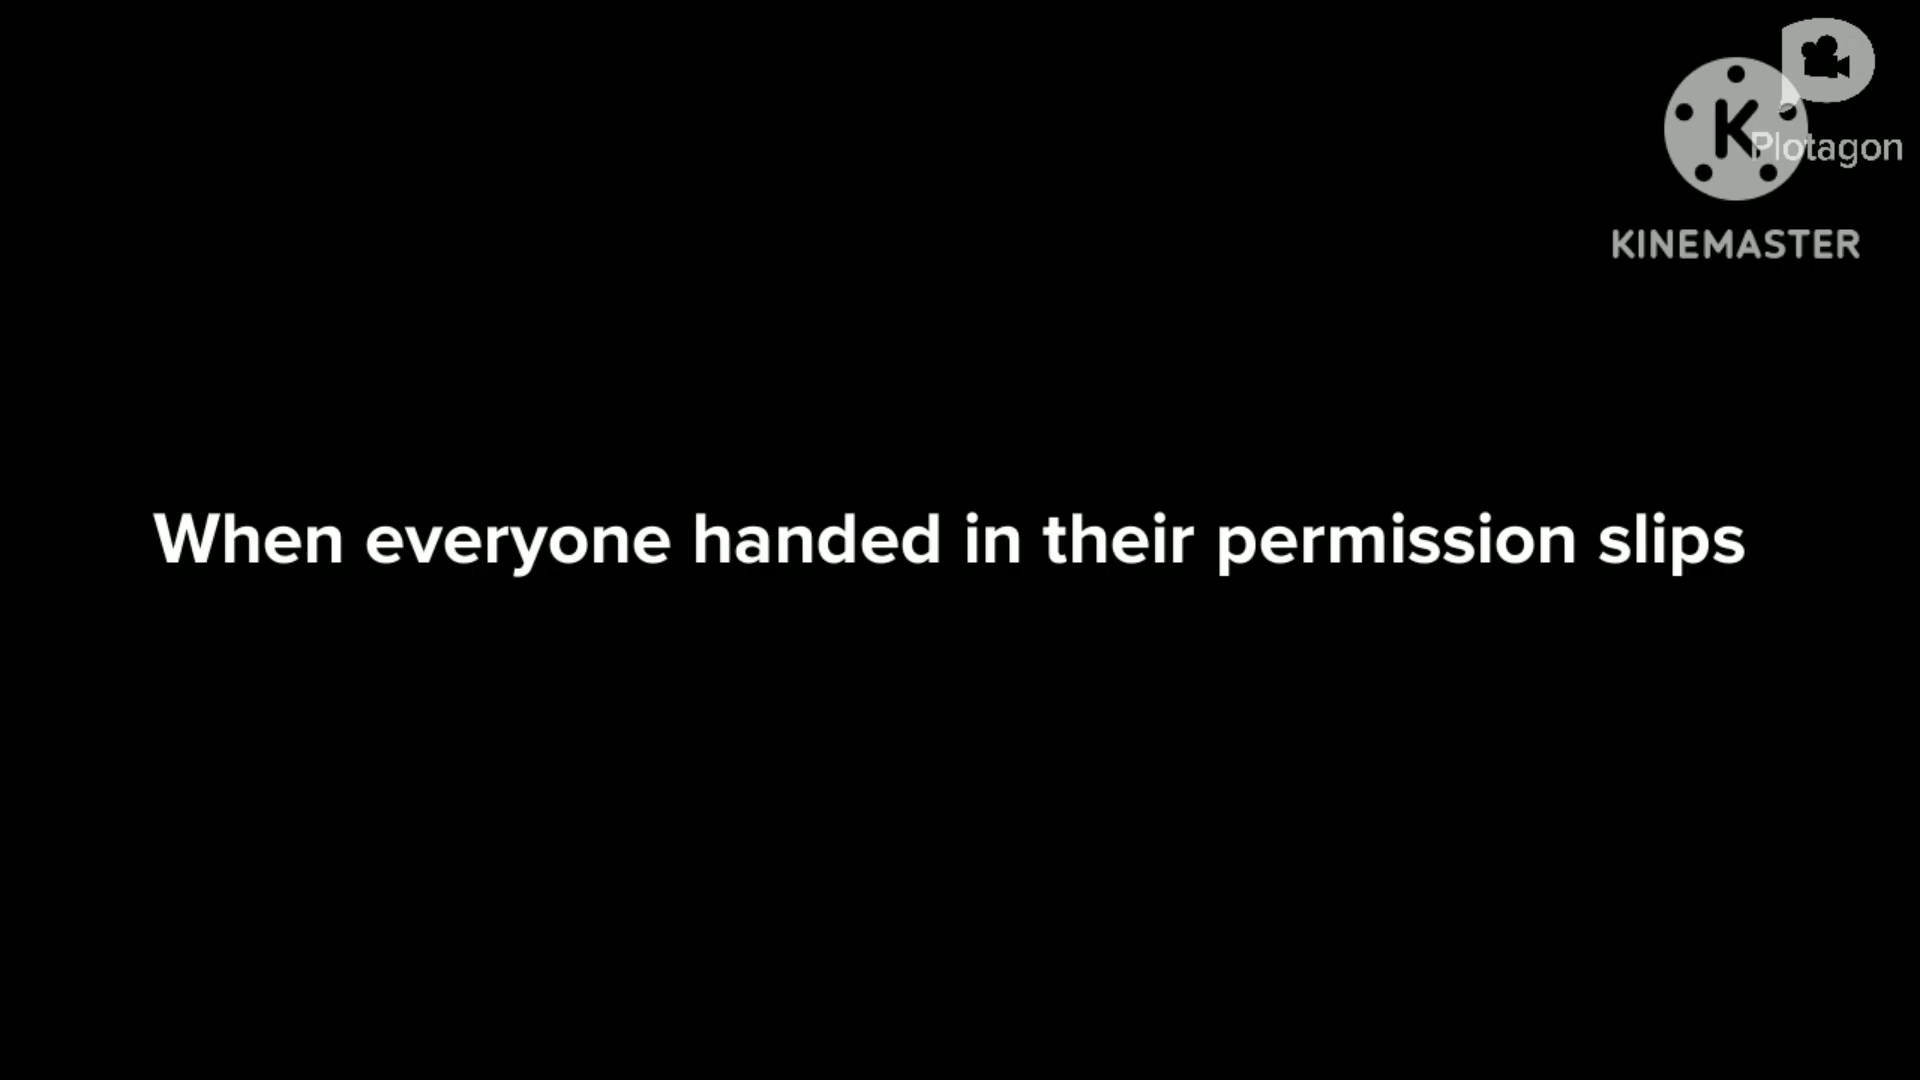 K
Plotagon
KINEMASTER
When everyone handed in their permission slips